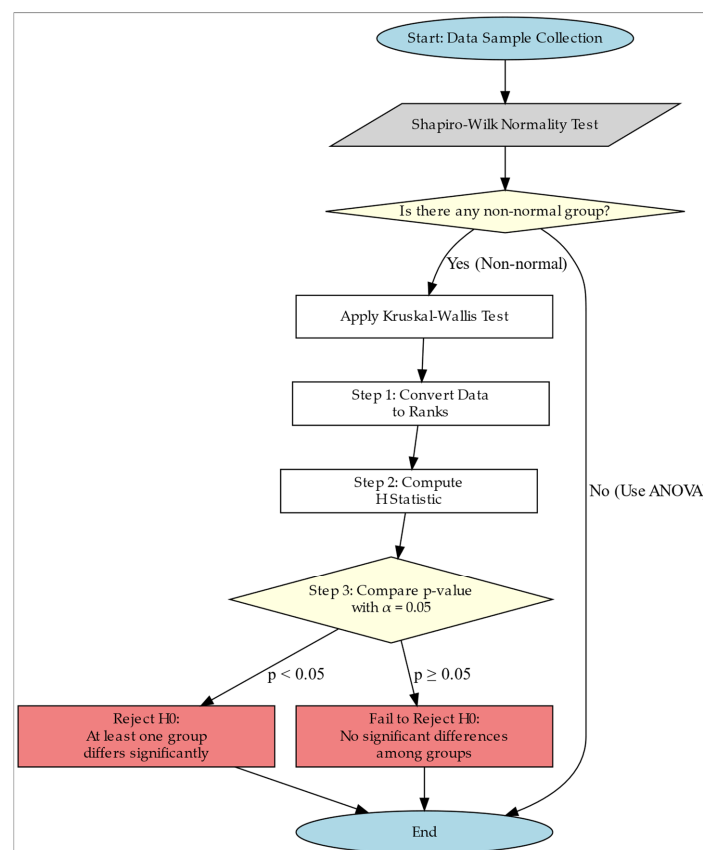 Start: Data Sample Collection
Shapiro-Wilk Normality Test
Is there any non-normal group?
Yes (Non-normal)
Apply Kruskal-Wallis Test
Step 1: Convert Data
to Ranks
Step 2: Compute
H Statistic
No (Use ANOVA
Step 3: Compare p-value
with α = 0.05
p < 0.05
p ≥ 0.05
Reject H0:
At least one group
differs significantly
Fail to Reject H0:
No significant differences
among groups
End